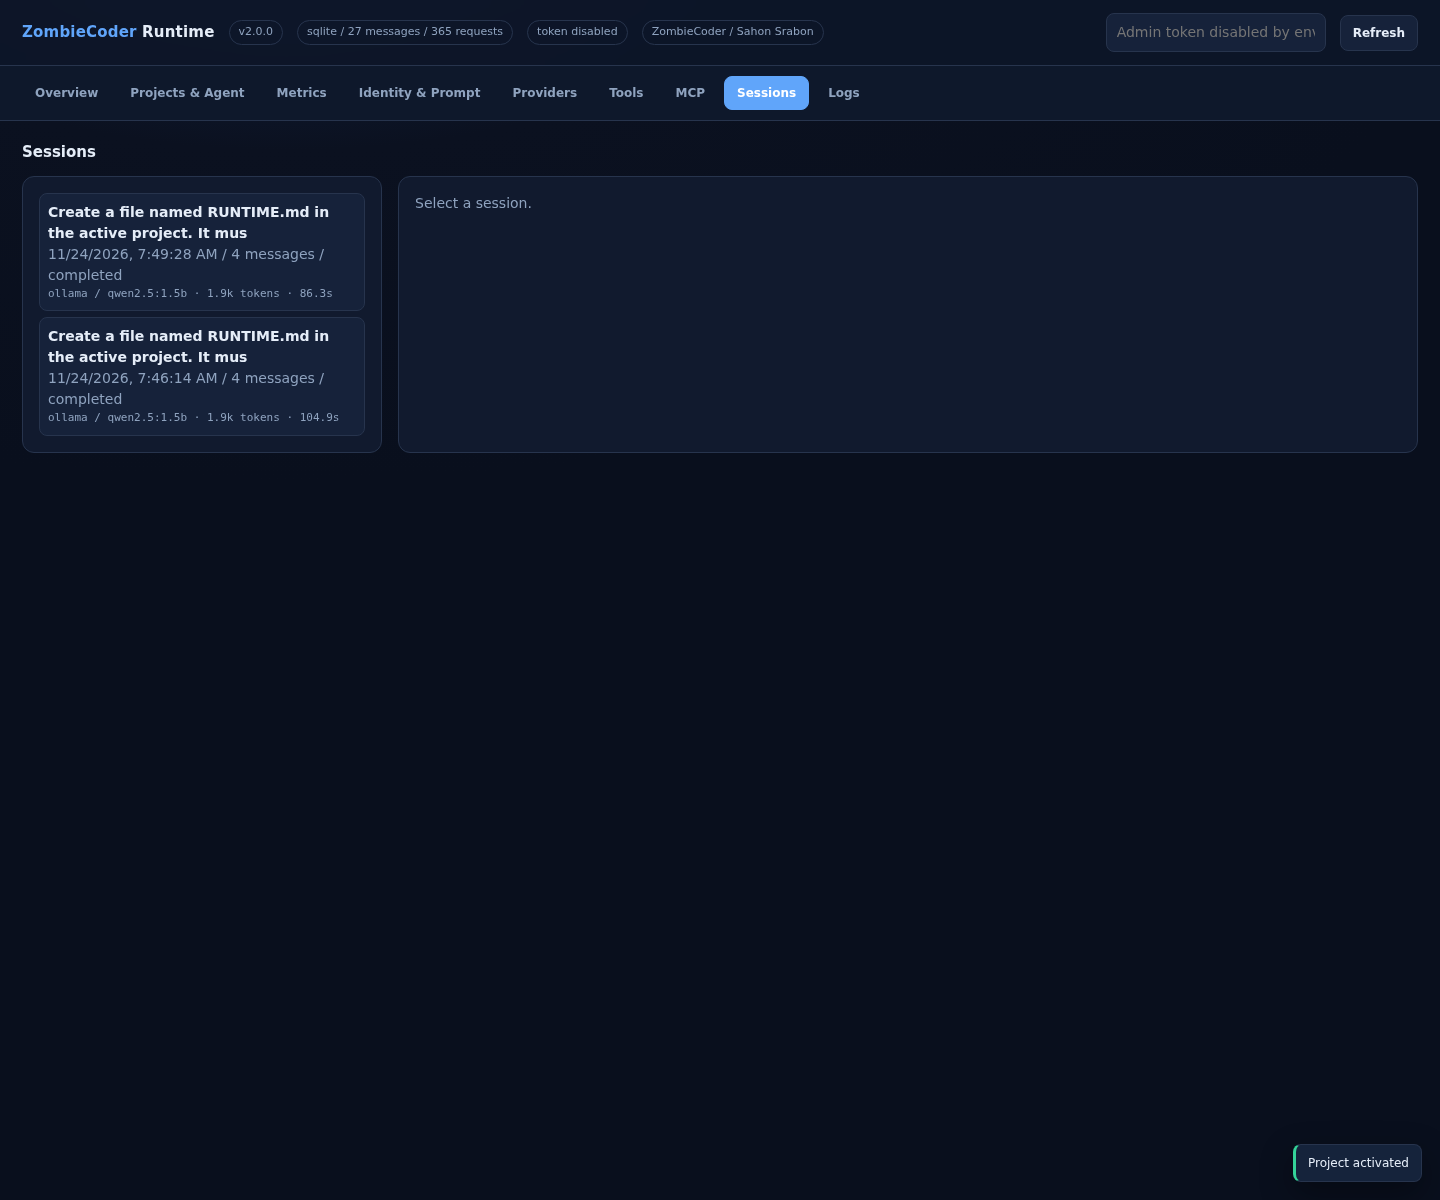 ZombieCoder Runtime
v2.0.0
sqlite / 27 messages / 365 requests
token disabled
ZombieCoder / Sahon Srabon
Admin token disabled by env
Refresh
Overview
Projects & Agent
Metrics
Identity & Prompt
Providers
Tools
MCP
Sessions
Logs
Sessions
Create a file named RUNTIME.md in
the active project. It mus
11/24/2026, 7:49:28 AM / 4 messages /
completed
ollama / qwen2.5:1.5b · 1.9k tokens · 86.3s
Create a file named RUNTIME.md in
the active project. It mus
11/24/2026, 7:46:14 AM / 4 messages /
completed
ollama / qwen2.5:1.5b · 1.9k tokens · 104.9s
Select a session.
Project activated